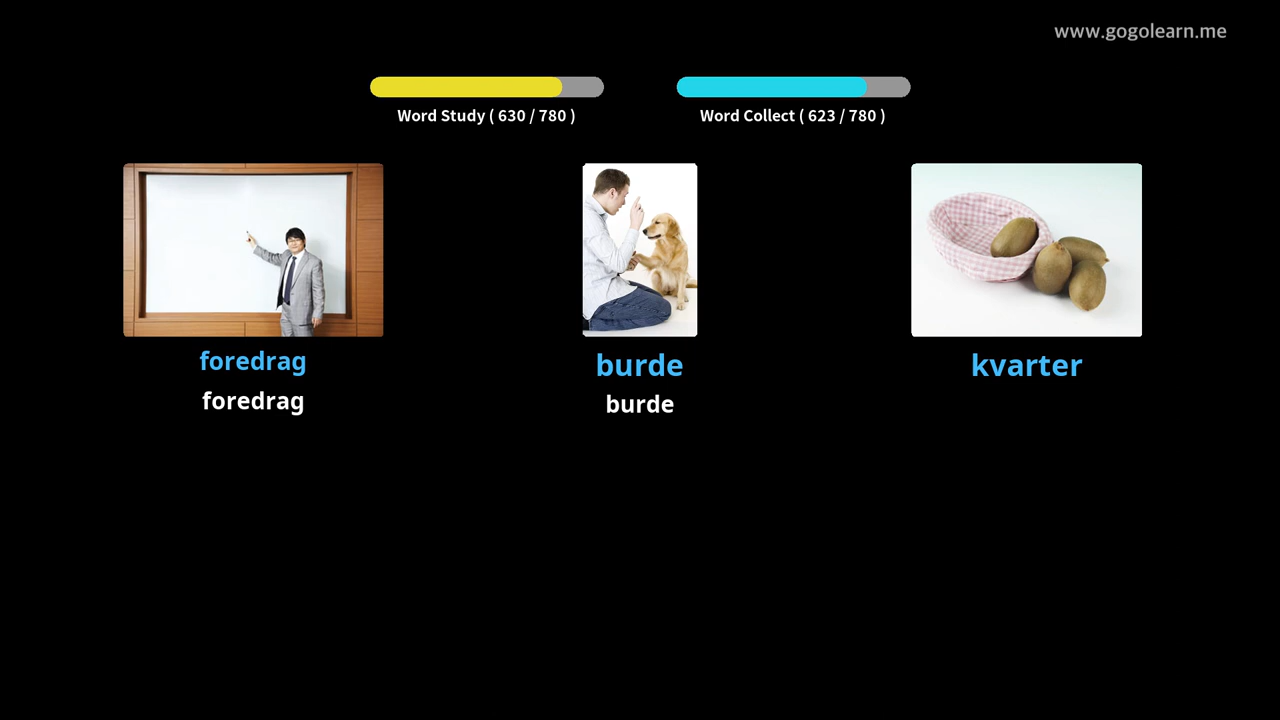 www.gogolearn.me
Word Study ( 630 / 780 )
Word Collect ( 623 / 780 )
foredrag
foredrag
burde
burde
kvarter